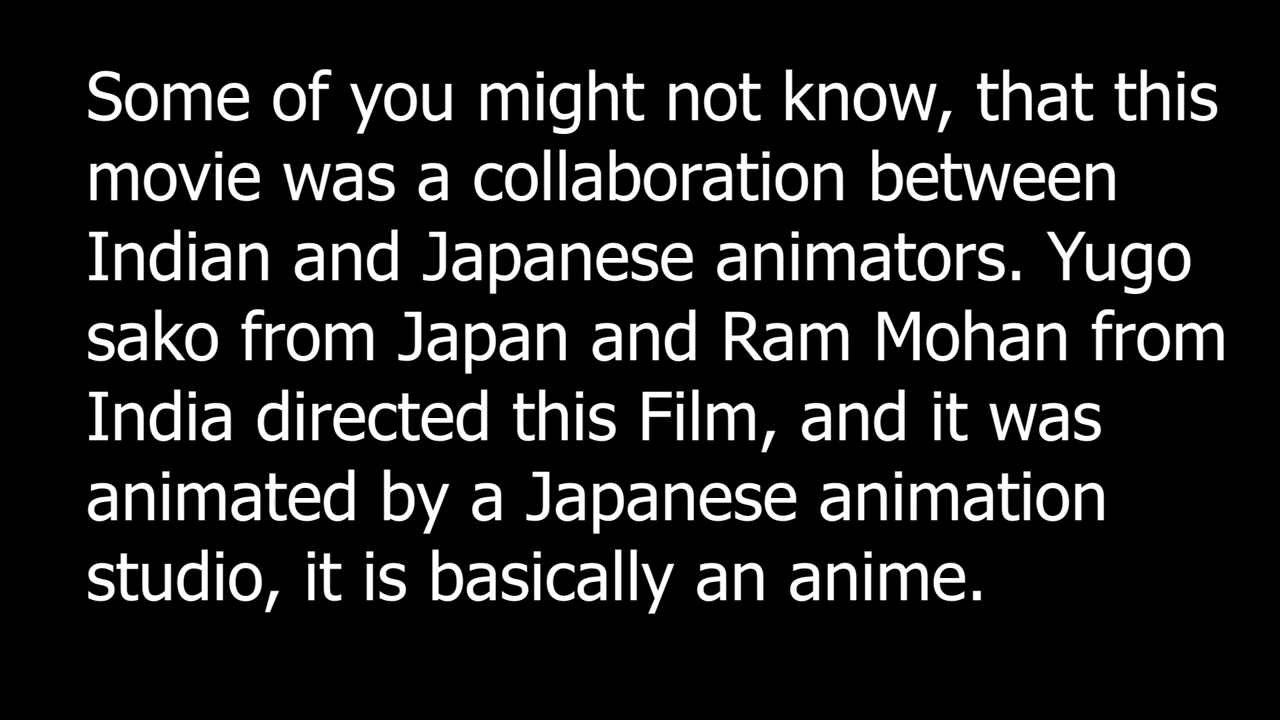 Some of you might not know, that this
movie was a collaboration between
Indian and Japanese animators. Yugo
sako from Japan and Ram Mohan from
India directed this Film, and it was
animated by a Japanese animation
studio, it is basically an anime.